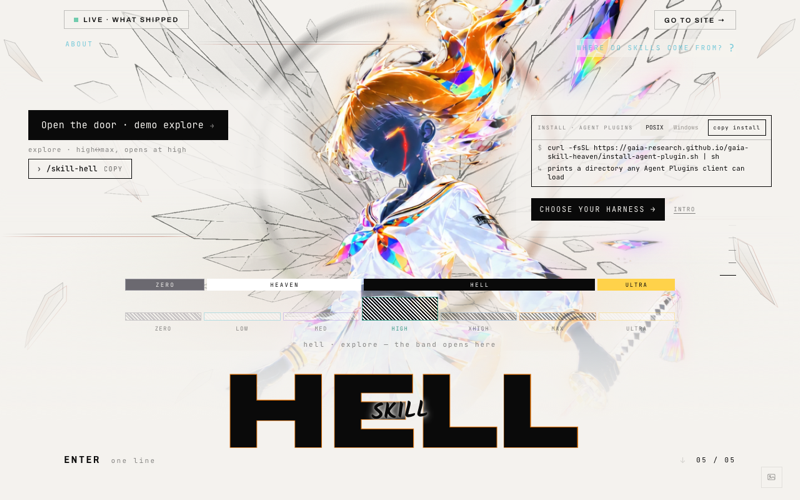 LIVE · WHAT SHIPPED
GO TO SITE →
ABOUT
WHERE DO SKILLS COME FROM? ?
Open the door · demo explore +
explore · high↔max, opens at high
› /skill-hell COPY
INSTALL · AGENT PLUGINS POSIX Windows copy install
$ curl -fsSL https://gaia-research.github.io/gaia-
skill-heaven/install-agent-plugin.sh | sh
↳ prints a directory any Agent Plugins client can
load
CHOOSE YOUR HARNESS → INTRO
ZERO HEAVEN HELL ULTRA
ZERO LOW MED HIGH XHIGH MAX ULTRA
hell · explore — the band opens here
HELL
SKILL
ENTER one line
05 / 05